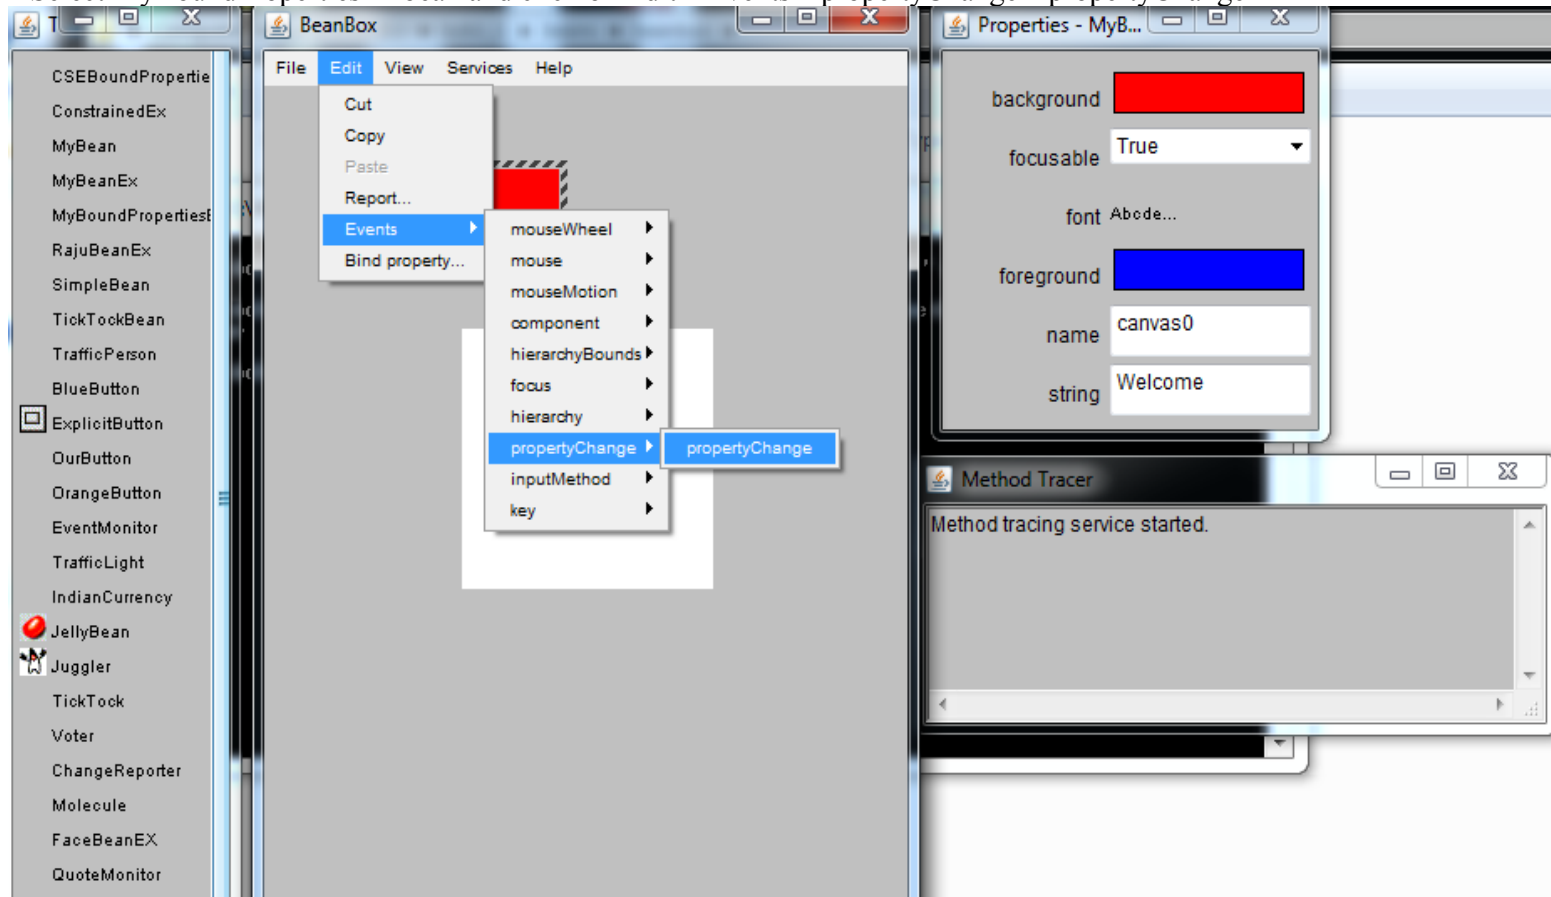 BeanBox
Properties - MyB...
CSEBoundPropertie
ConstrainedEx
MyBean
MyBeanEx
MyBoundPropertiesE
RajuBeanEx
SimpleBean
TickTockBean
TrafficPerson
BlueButton
ExplicitButton
OurButton
OrangeButton
EventMonitor
TrafficLight
IndianCurrency
JellyBean
Juggler
TickTock
Voter
ChangeReporter
Molecule
FaceBeanEX
QuoteMonitor
File Edit View Services Help
Cut
Copy
Paste
Report...
Events
Bind property...
mouseWheel
mouse
mouseMotion
component
hierarchyBounds
focus
hierarchy
propertyChange
inputMethod
key
propertyChange
background
focusable True
font Abcde...
foreground
name canvas0
string Welcome
Method Tracer
Method tracing service started.